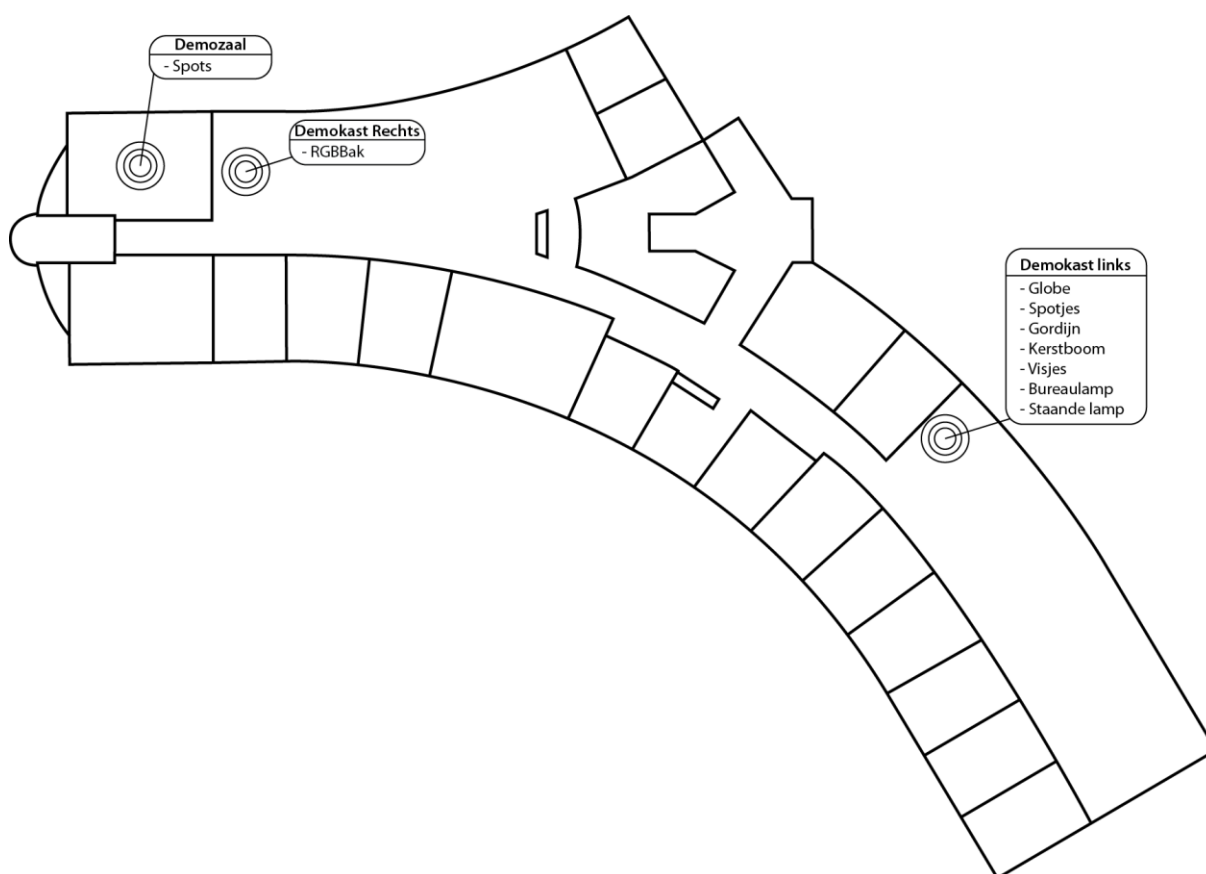 Demozaal
- Spots
Demokast Rechts
- RGBBak
Demokast links
- Globe
- Spotjes
- Gordijn
- Kerstboom
- Visjes
- Bureaulamp
- Staande lamp